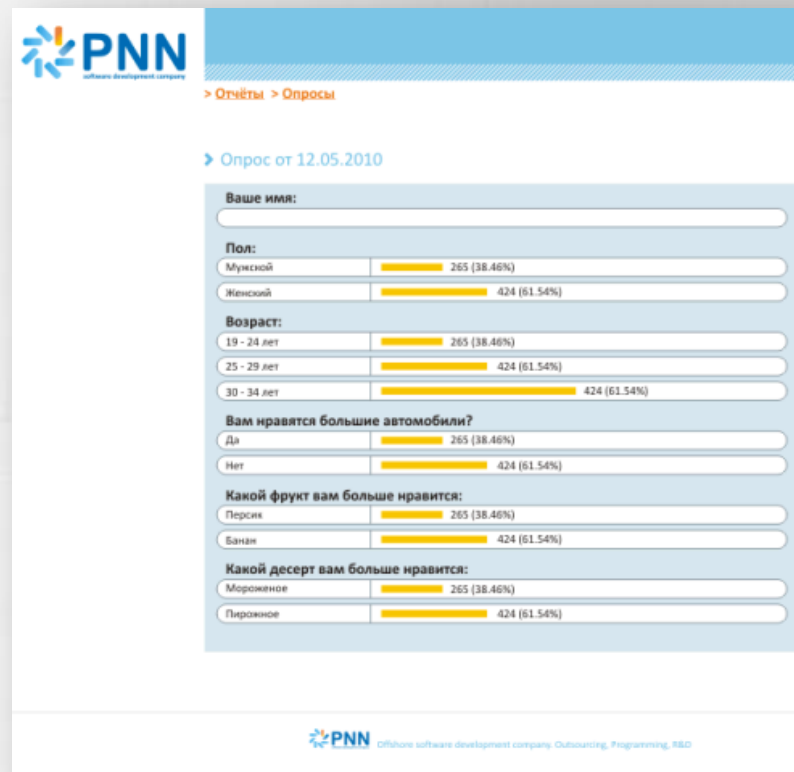 PNN
software development company
> Отчёты > Опросы
Опрос от 12.05.2010
Ваше имя:
Пол:
Мужской 265 (38.46%)
Женский 424 (61.54%)
Возраст:
19 - 24 лет 265 (38.46%)
25 - 29 лет 424 (61.54%)
30 - 34 лет 424 (61.54%)
Вам нравятся большие автомобили?
Да 265 (38.46%)
Нет 424 (61.54%)
Какой фрукт вам больше нравится:
Персик 265 (38.46%)
Банан 424 (61.54%)
Какой десерт вам больше нравится:
Мороженое 265 (38.46%)
Пирожное 424 (61.54%)
PNN Offshore software development company. Outsourcing, Programming, R&D